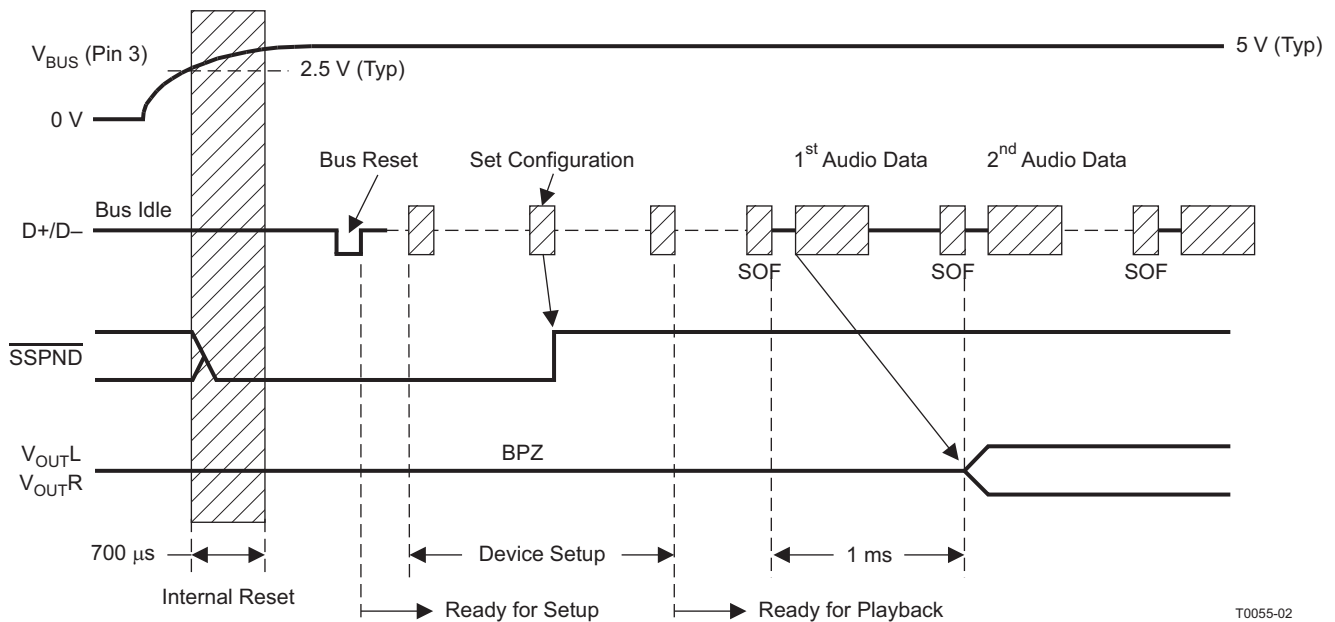 V_BUS (Pin 3)
5 V (Typ)
2.5 V (Typ)
0 V
Bus Reset
Set Configuration
1st Audio Data
2nd Audio Data
Bus Idle
D+/D–
SOF
SOF
SOF
SSPND
V_OUTL
BPZ
V_OUTR
700 μs
Device Setup
1 ms
Internal Reset
Ready for Setup
Ready for Playback
T0055-02